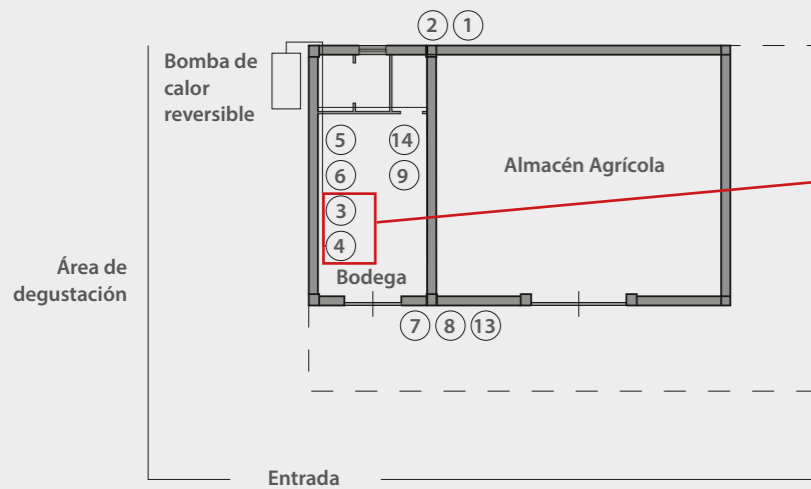 2 1
Bomba de
calor
reversible
5 14
6 9
3
4
Almacén Agrícola
Bodega
Área de
degustación
7 8 13
Entrada